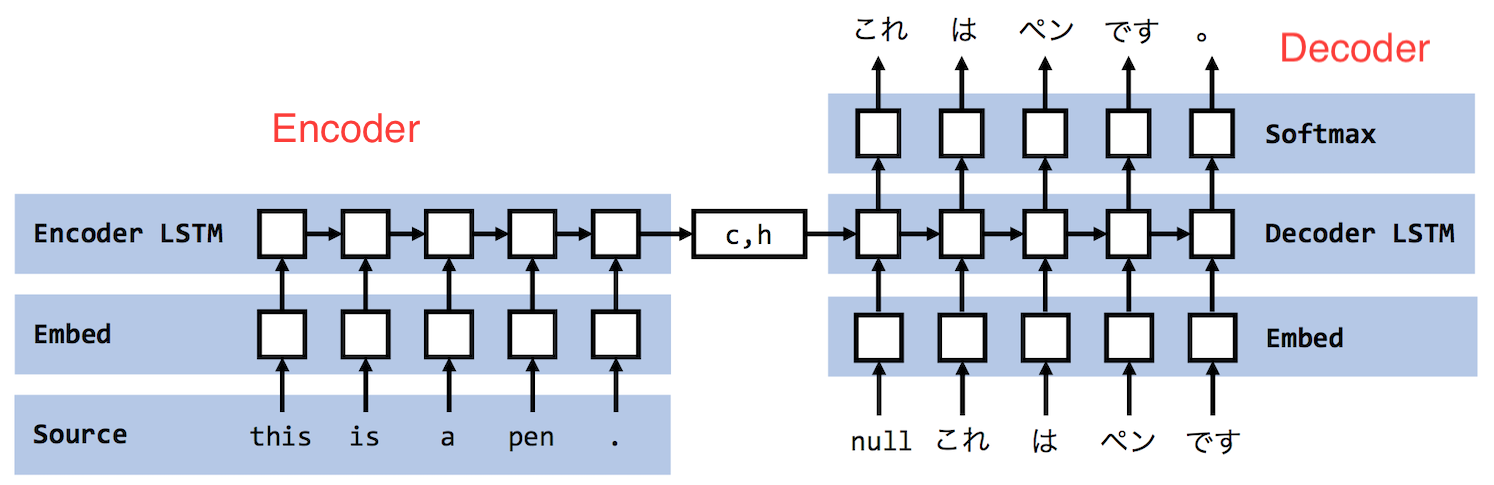 これ は ペン です 。
Decoder
Encoder
Softmax
Encoder LSTM
c,h
Decoder LSTM
Embed
Embed
Source this is a pen .
null これ は ペン です